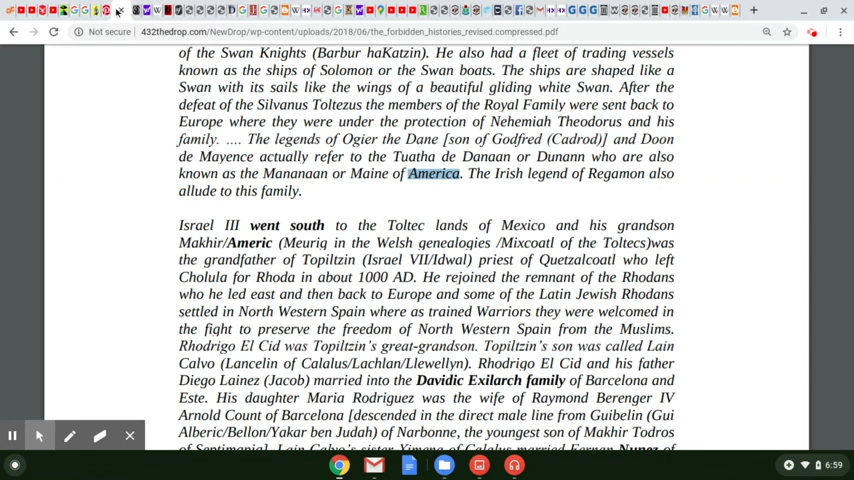 Not secure | 432thedrop.com/NewDrop/wp-content/uploads/2018/06/the_forbidden_histories_revised.compressed.pdf
of the Swan Knights (Barbur haKatzin). He also had a fleet of trading vessels
known as the ships of Solomon or the Swan boats. The ships are shaped like a
Swan with its sails like the wings of a beautiful gliding white Swan. After the
defeat of the Silvanus Toltezus the members of the Royal Family were sent back to
Europe where they were under the protection of Nehemiah Theodorus and his
family. .... The legends of Ogier the Dane [son of Godfred (Cadrod)] and Doon
de Mayence actually refer to the Tuatha de Danaan or Dunann who are also
known as the Mananaan or Maine of America. The Irish legend of Regamon also
allude to this family.
Israel III went south to the Toltec lands of Mexico and his grandson
Makhir/Americ (Meurig in the Welsh genealogies /Mixcoatl of the Toltecs)was
the grandfather of Topiltzin (Israel VII/Idwal) priest of Quetzalcoatl who left
Cholula for Rhoda in about 1000 AD. He rejoined the remnant of the Rhodans
who he led east and then back to Europe and some of the Latin Jewish Rhodans
settled in North Western Spain where as trained Warriors they were welcomed in
the fight to preserve the freedom of North Western Spain from the Muslims.
Rhodrigo El Cid was Topiltzin's great-grandson. Topiltzin's son was called Lain
Calvo (Lancelin of Calalus/Lachlan/Llewellyn). Rhodrigo El Cid and his father
Diego Lainez (Jacob) married into the Davidic Exilarch family of Barcelona and
Este. His daughter Maria Rodriguez was the wife of Raymond Berenger IV
Arnold Count of Barcelona [descended in the direct male line from Guibelin (Gui
Alberic/Bellon/Yakar ben Judah) of Narbonne, the youngest son of Makhir Todros
of Septimania]. Lain Calvo's sister Ximena of Calalus married Fernan Nunez of
6:59